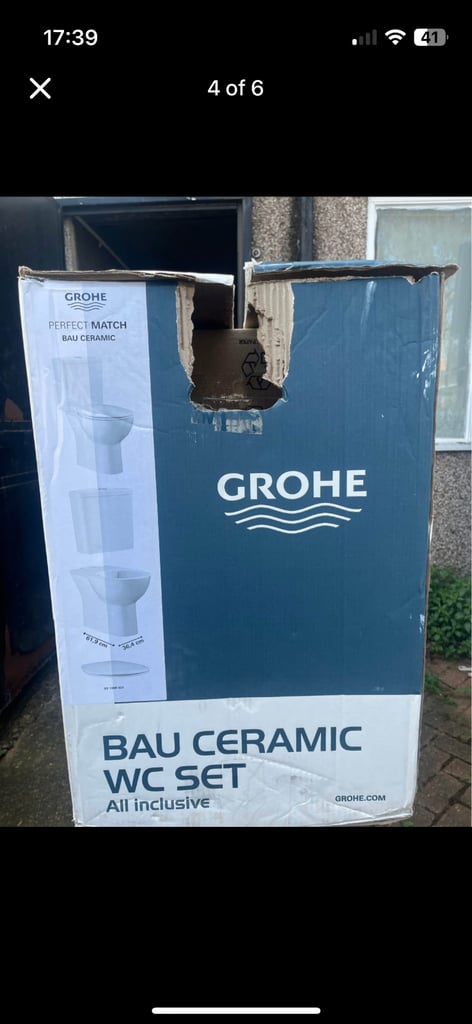 17:39
41
4 of 6
GROHE
PERFECT MATCH
BAU CERAMIC
61,9 cm
36,4 cm
GROHE
BAU CERAMIC
WC SET
All inclusive
GROHE.COM